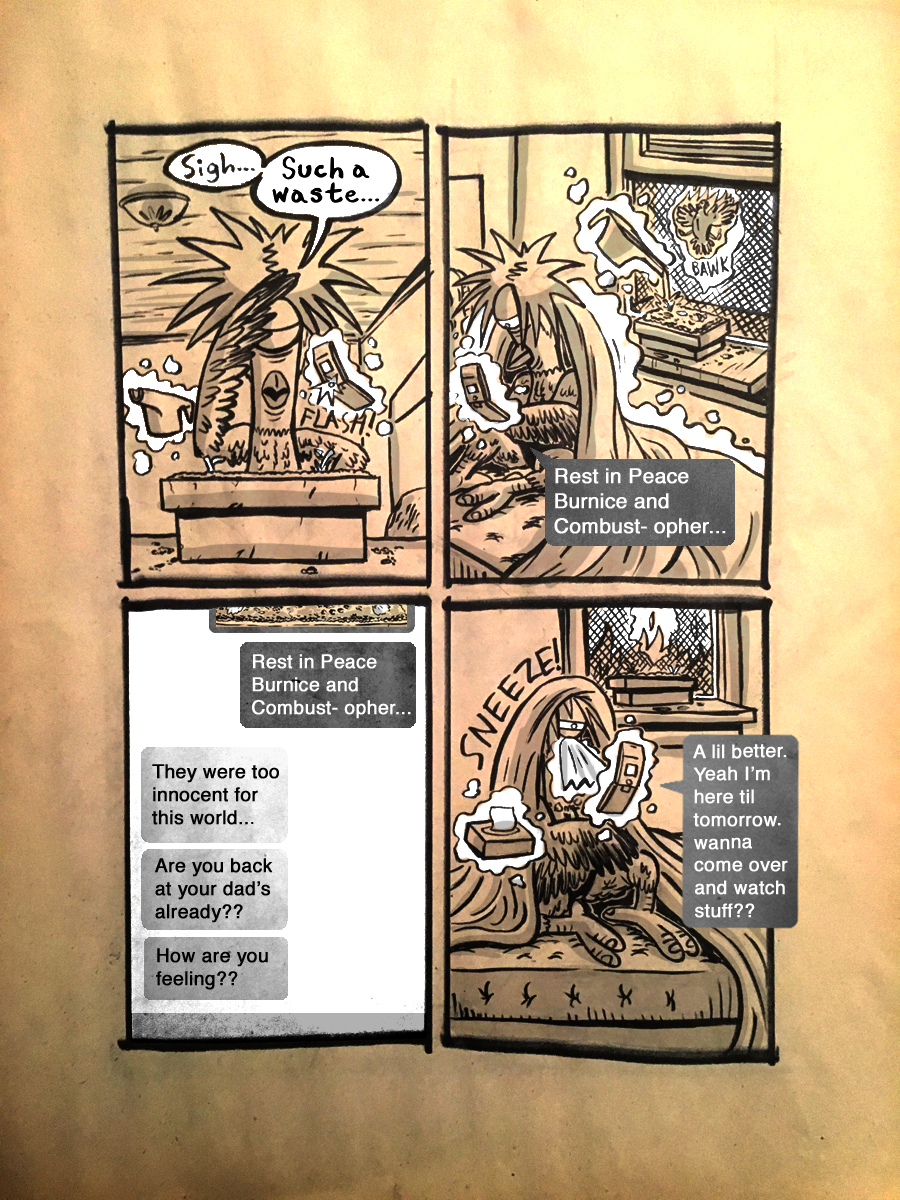 Sigh...
Such a
waste...
FLASH!
BAWK
Rest in Peace
Burnice and
Combust- opher...
Rest in Peace
Burnice and
Combust- opher...
They were too
innocent for
this world...
Are you back
at your dad's
already??
How are you
feeling??
SNEEZE!
A lil better.
Yeah I'm
here til
tomorrow.
wanna
come over
and watch
stuff??